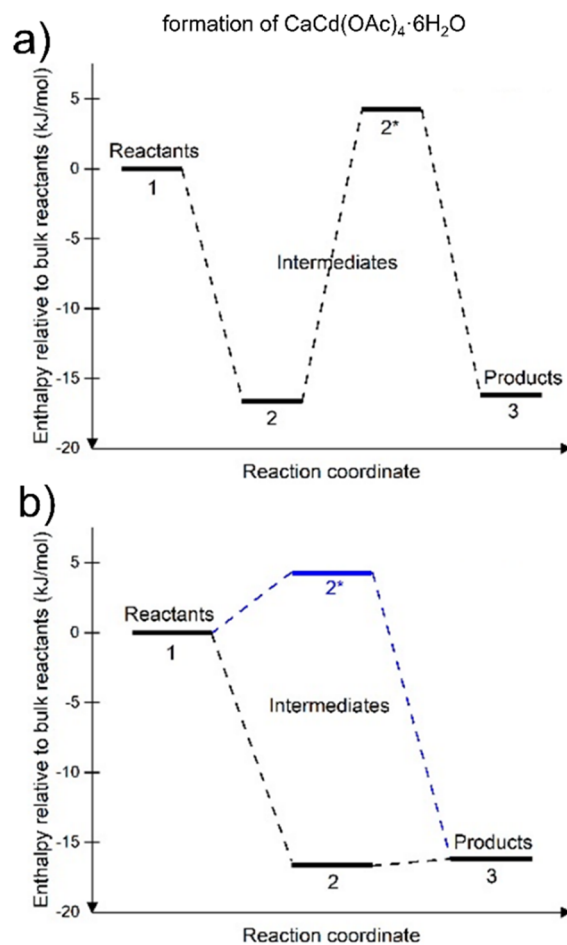 formation of CaCd(OAc)₄·6H₂O
a)
Enthalpy relative to bulk reactants (kJ/mol)
5
0
-5
-10
-15
-20
Reactants
1
2*
Intermediates
2
Products
3
Reaction coordinate
b)
Enthalpy relative to bulk reactants (kJ/mol)
5
0
-5
-10
-15
-20
Reactants
1
2*
Intermediates
2
Products
3
Reaction coordinate